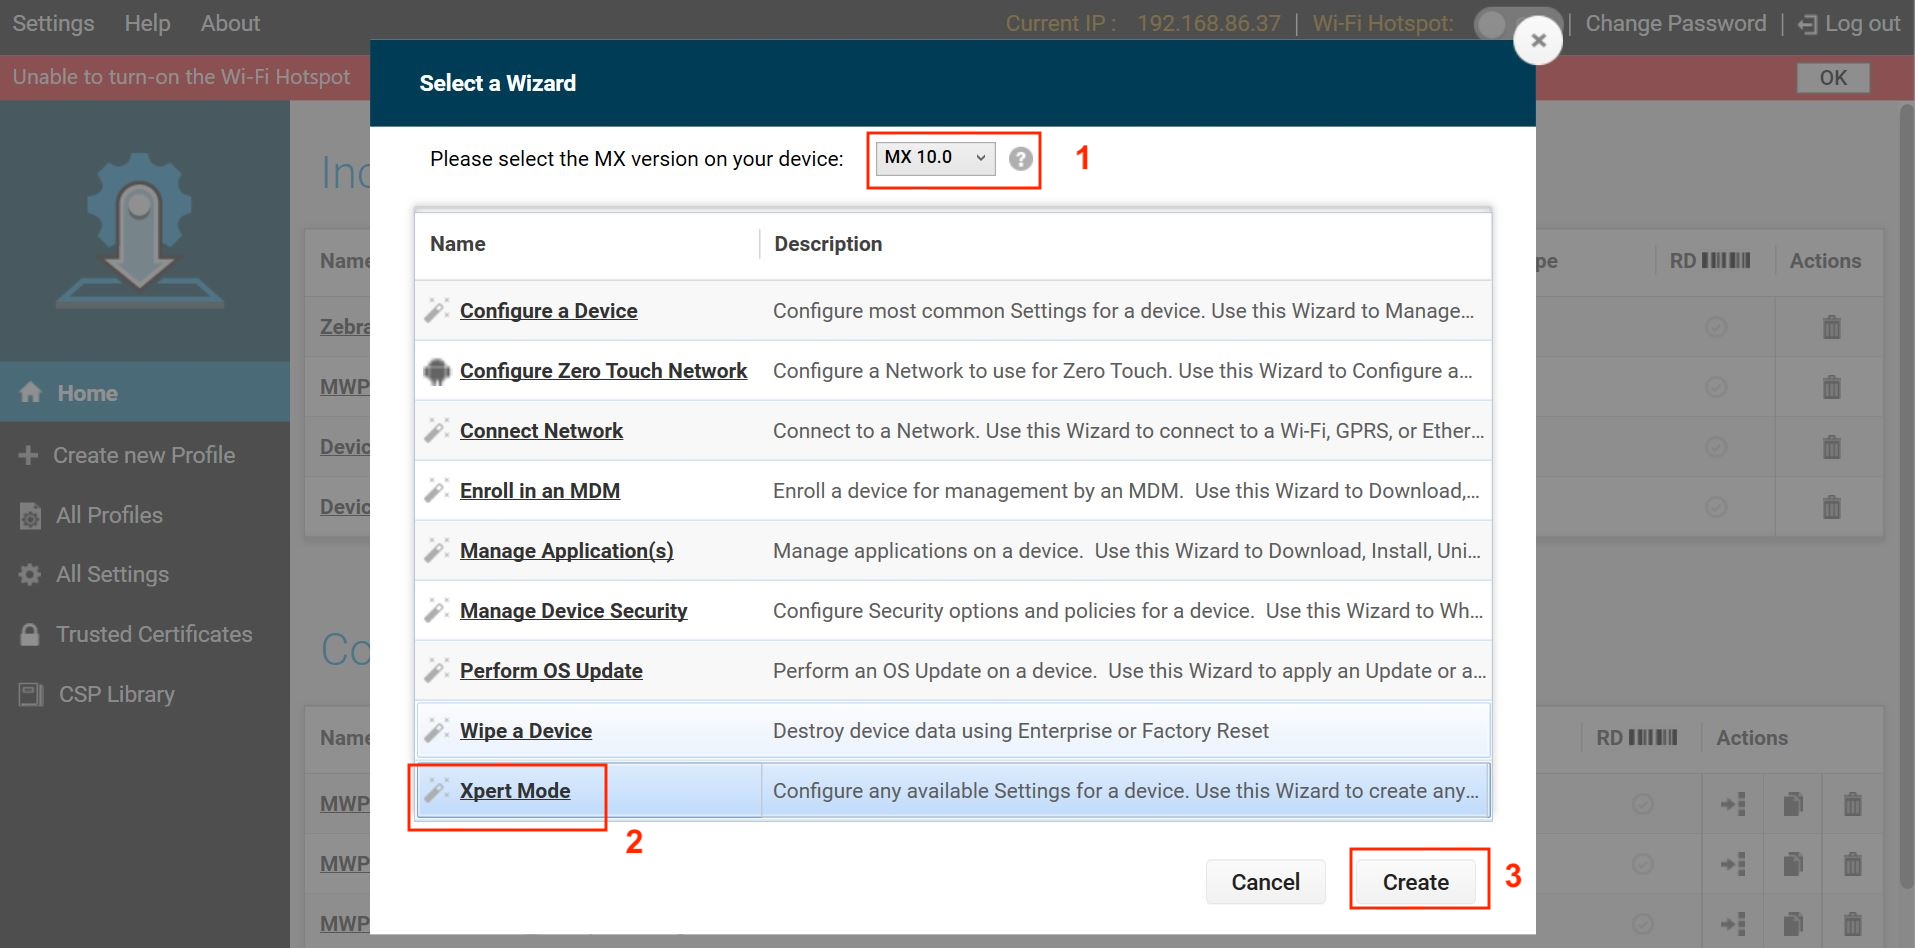 Settings Help About Current IP : 192.168.86.37 | Wi-Fi Hotspot: | Change Password | Log out
Unable to turn-on the Wi-Fi Hotspot OK
Select a Wizard
Please select the MX version on your device: MX 10.0 ? 1
Name Description
Configure a Device Configure most common Settings for a device. Use this Wizard to Manage...
Configure Zero Touch Network Configure a Network to use for Zero Touch. Use this Wizard to Configure a...
Connect Network Connect to a Network. Use this Wizard to connect to a Wi-Fi, GPRS, or Ether...
Enroll in an MDM Enroll a device for management by an MDM.  Use this Wizard to Download,...
Manage Application(s) Manage applications on a device.  Use this Wizard to Download, Install, Uni...
Manage Device Security Configure Security options and policies for a device.  Use this Wizard to Wh...
Perform OS Update Perform an OS Update on a device.  Use this Wizard to apply an Update or a...
Wipe a Device Destroy device data using Enterprise or Factory Reset
Xpert Mode Configure any available Settings for a device. Use this Wizard to create any...
2
Cancel Create 3
Home
Create new Profile
All Profiles
All Settings
Trusted Certificates
CSP Library
Name RD Actions
Zebra
MWP
Devic
Devic
Co
Name RD Actions
MWP
MWP
MWP